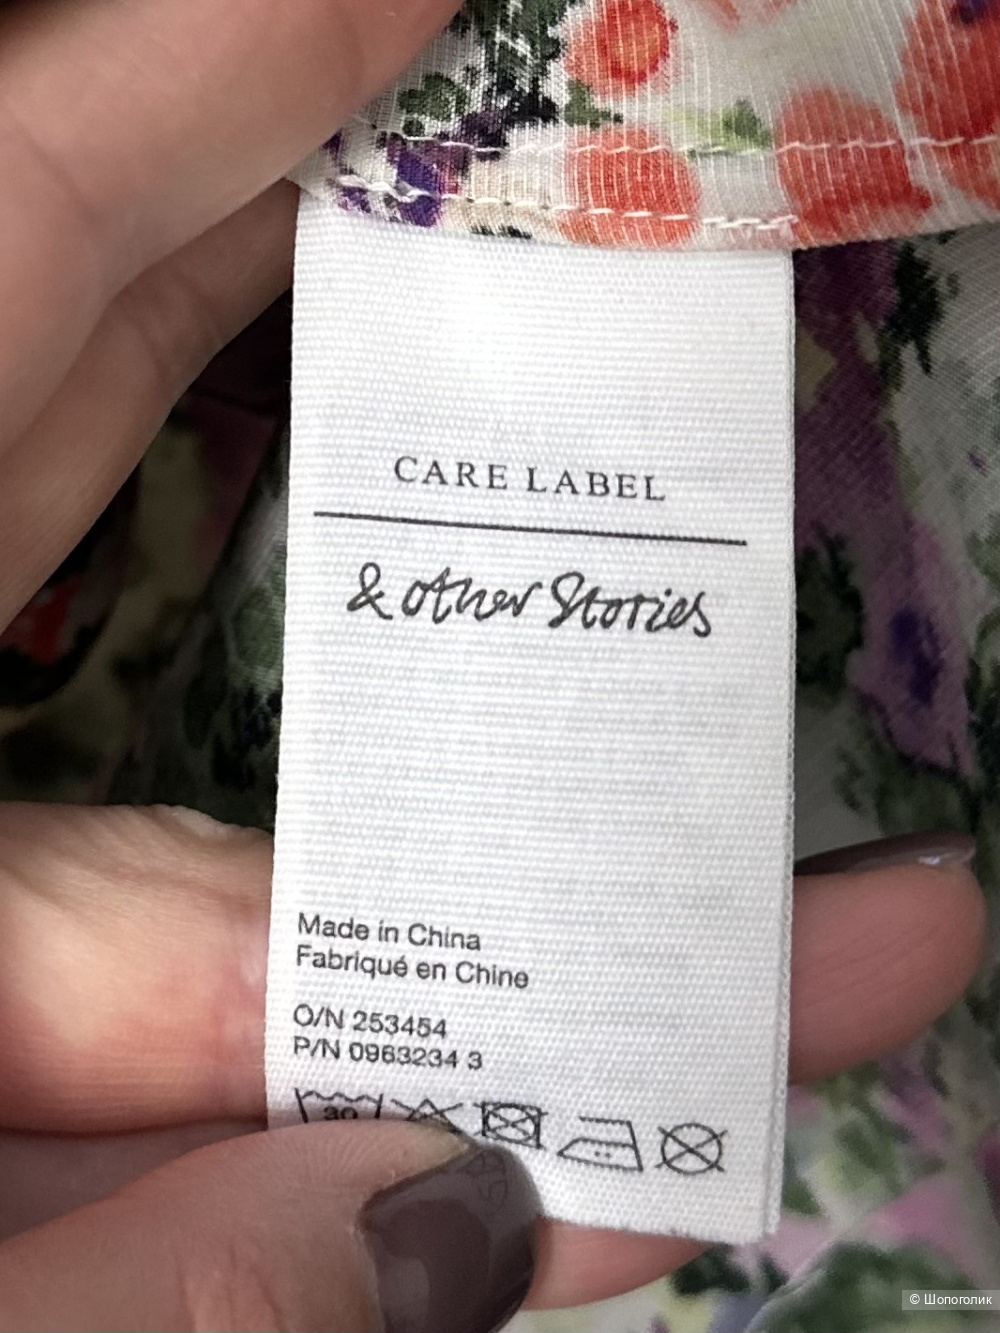 CARE LABEL
& other Stories
Made in China
Fabriqué en Chine
O/N 253454
P/N 0963234 3
30
© Шопоголик